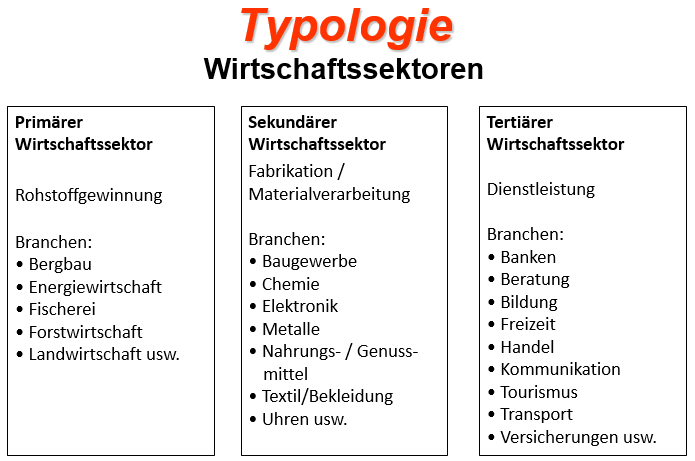 Typologie
Wirtschaftssektoren
Primärer
Wirtschaftssektor
Rohstoffgewinnung
Branchen:
• Bergbau
• Energiewirtschaft
• Fischerei
• Forstwirtschaft
• Landwirtschaft usw.
Sekundärer
Wirtschaftssektor
Fabrikation /
Materialverarbeitung
Branchen:
• Baugewerbe
• Chemie
• Elektronik
• Metalle
• Nahrungs- / Genuss-
mittel
• Textil/Bekleidung
• Uhren usw.
Tertiärer
Wirtschaftssektor
Dienstleistung
Branchen:
• Banken
• Beratung
• Bildung
• Freizeit
• Handel
• Kommunikation
• Tourismus
• Transport
• Versicherungen usw.